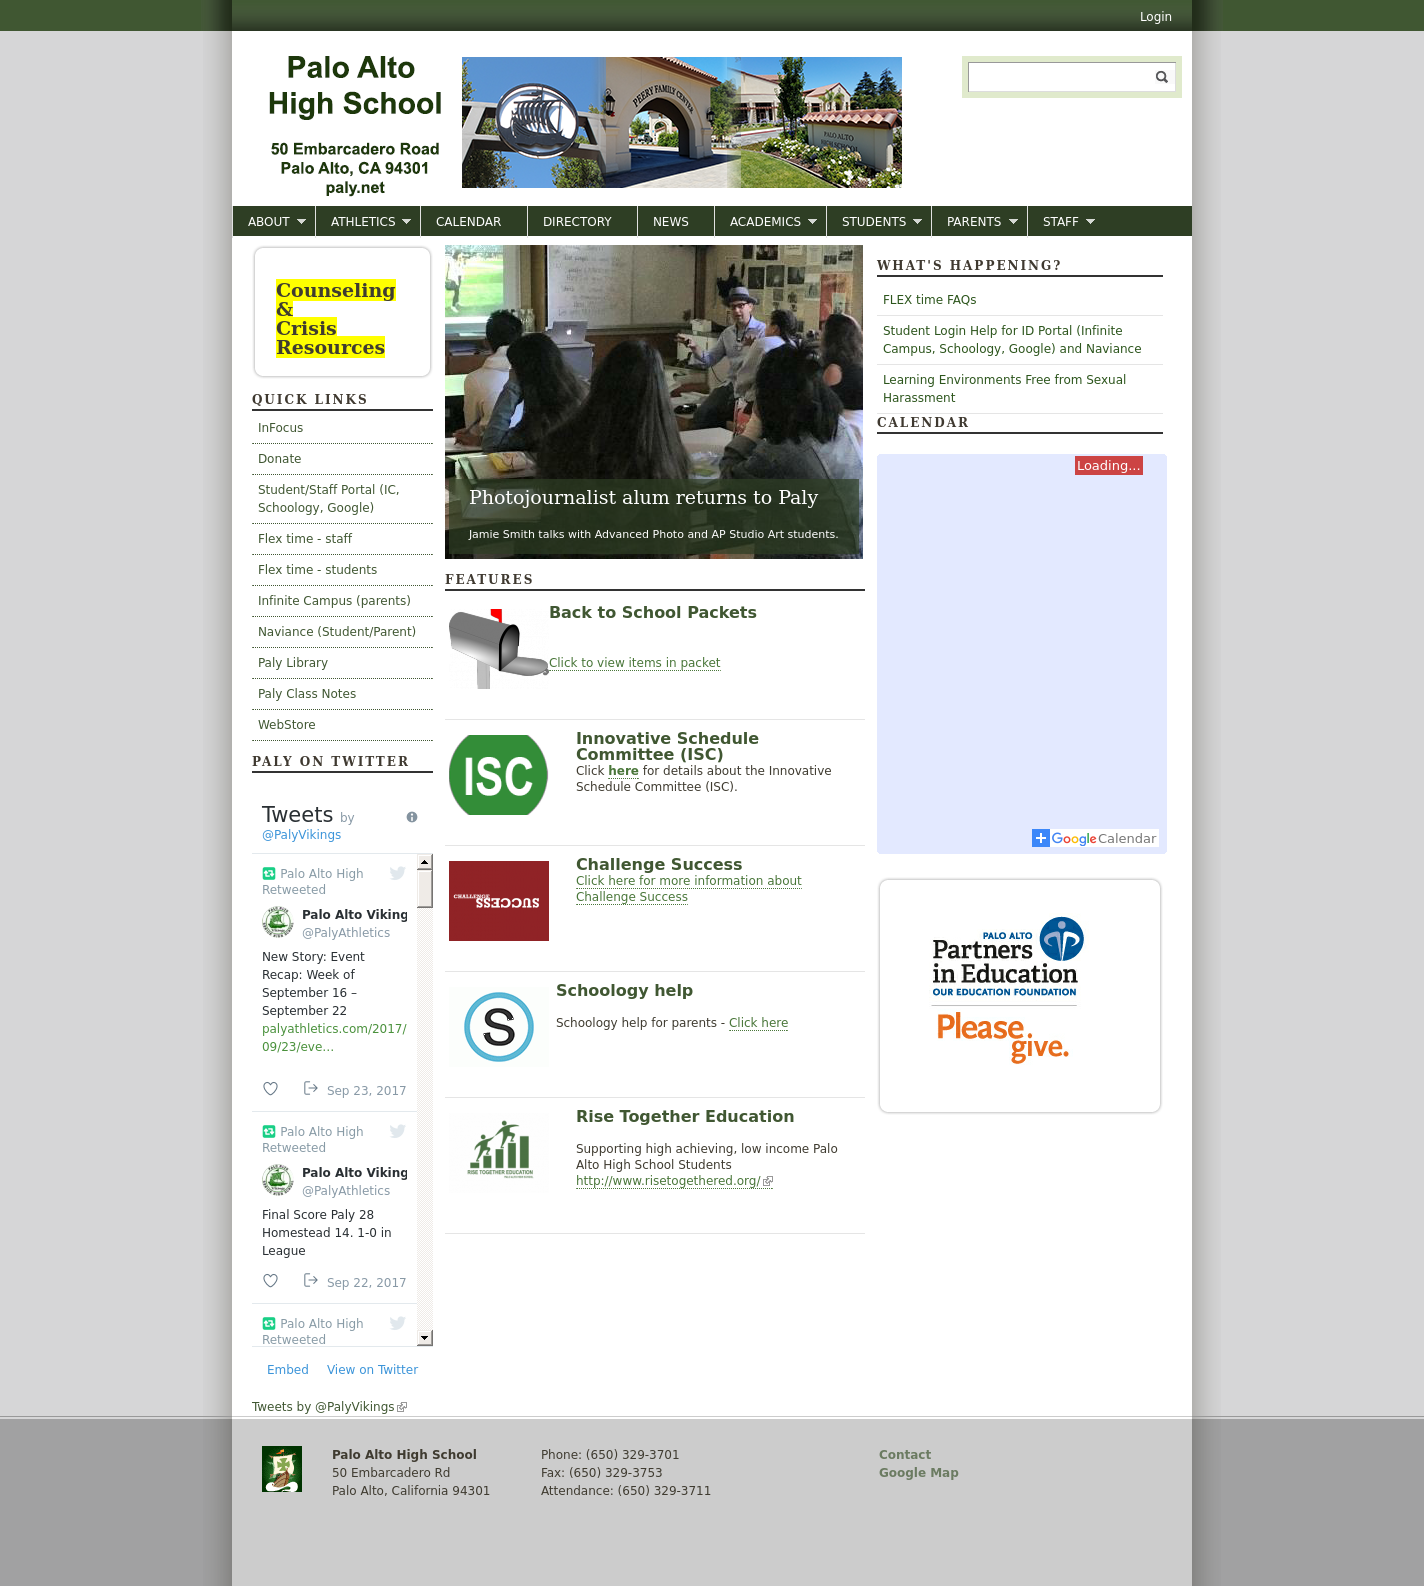 Login
Palo Alto
High School
50 Embarcadero Road
Palo Alto, CA 94301
paly.net
PEERY FAMILY CENTER
PALO ALTO
HIGH SCHOOL
ABOUT ATHLETICS CALENDAR DIRECTORY NEWS ACADEMICS STUDENTS PARENTS STAFF
Counseling
&
Crisis
Resources
QUICK LINKS
InFocus
Donate
Student/Staff Portal (IC,
Schoology, Google)
Flex time - staff
Flex time - students
Infinite Campus (parents)
Naviance (Student/Parent)
Paly Library
Paly Class Notes
WebStore
PALY ON TWITTER
Tweets by
@PalyVikings
Palo Alto High
Retweeted
Palo Alto Viking
@PalyAthletics
New Story: Event
Recap: Week of
September 16 –
September 22
palyathletics.com/2017/
09/23/eve…
Sep 23, 2017
Palo Alto High
Retweeted
Palo Alto Viking
@PalyAthletics
Final Score Paly 28
Homestead 14. 1-0 in
League
Sep 22, 2017
Palo Alto High
Retweeted
Embed View on Twitter
Tweets by @PalyVikings
Photojournalist alum returns to Paly
Jamie Smith talks with Advanced Photo and AP Studio Art students.
FEATURES
Back to School Packets
Click to view items in packet
ISC
Innovative Schedule
Committee (ISC)
Click here for details about the Innovative
Schedule Committee (ISC).
CHALLENGE
SUCCESS
Challenge Success
Click here for more information about
Challenge Success
S
Schoology help
Schoology help for parents - Click here
RISE TOGETHER EDUCATION
Rise Together Education
Supporting high achieving, low income Palo
Alto High School Students
http://www.risetogethered.org/
WHAT'S HAPPENING?
FLEX time FAQs
Student Login Help for ID Portal (Infinite
Campus, Schoology, Google) and Naviance
Learning Environments Free from Sexual
Harassment
CALENDAR
Loading...
Google Calendar
PALO ALTO
Partners
in Education
OUR EDUCATION FOUNDATION
Please
give.
Palo Alto High School
50 Embarcadero Rd
Palo Alto, California 94301
Phone: (650) 329-3701
Fax: (650) 329-3753
Attendance: (650) 329-3711
Contact
Google Map